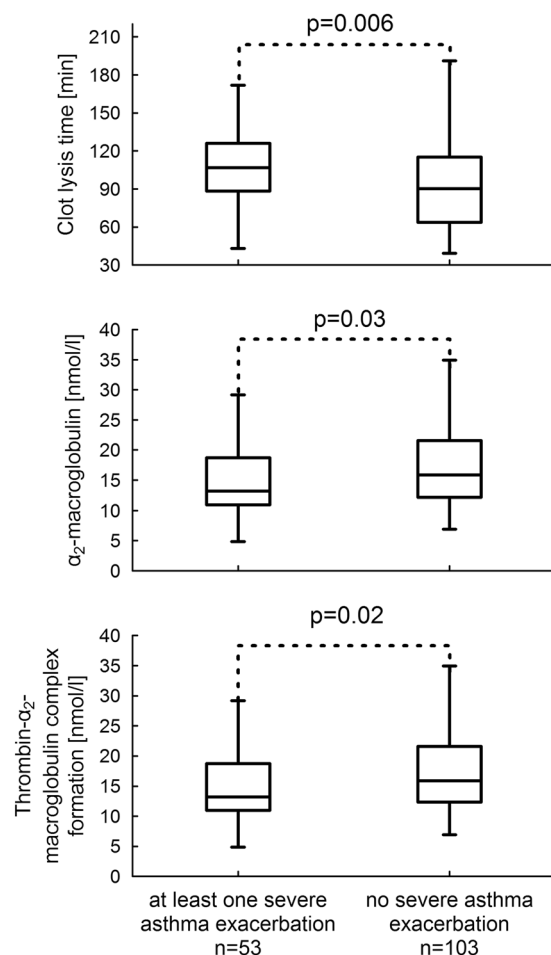 p=0.006
210
180
150
120
90
60
30
Clot lysis time [min]
p=0.03
40
35
30
25
20
15
10
5
0
α₂-macroglobulin [nmol/l]
p=0.02
40
35
30
25
20
15
10
5
0
Thrombin-α₂-
macroglobulin complex
formation [nmol/l]
at least one severe
asthma exacerbation
n=53
no severe asthma
exacerbation
n=103